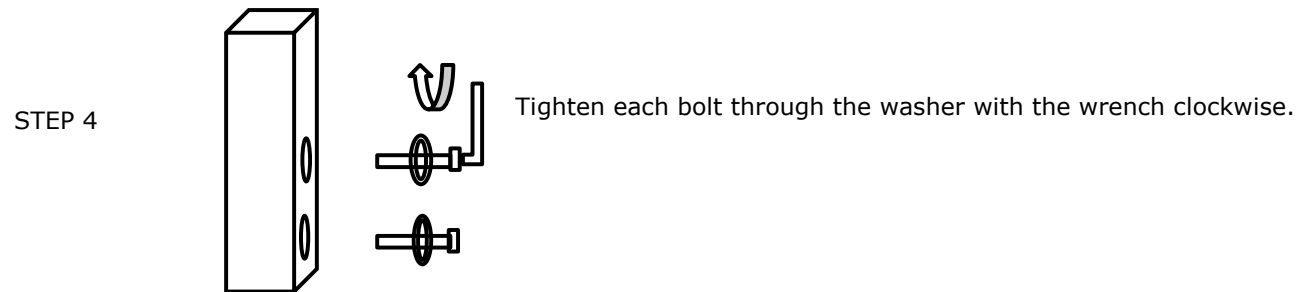 STEP 4
Tighten each bolt through the washer with the wrench clockwise.